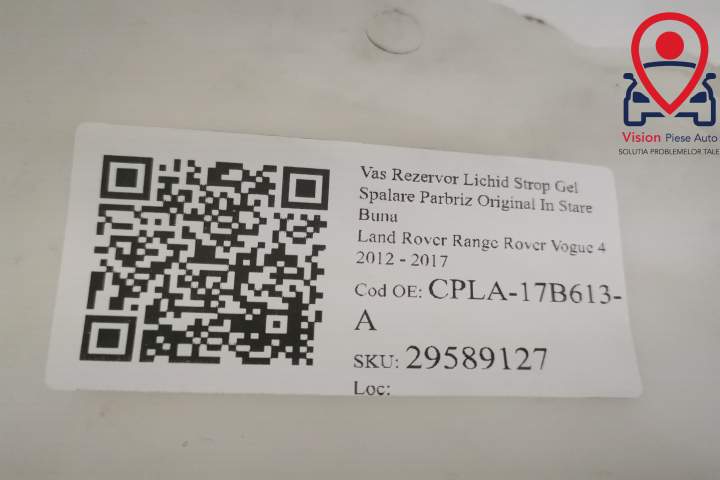 Vision Piese Auto
SOLUTIA PROBLEMELOR TALE
Vas Rezervor Lichid Strop Gel
Spalare Parbriz Original In Stare
Buna
Land Rover Range Rover Vogue 4
2012 - 2017
Cod OE: CPLA-17B613-
A
SKU: 29589127
Loc: